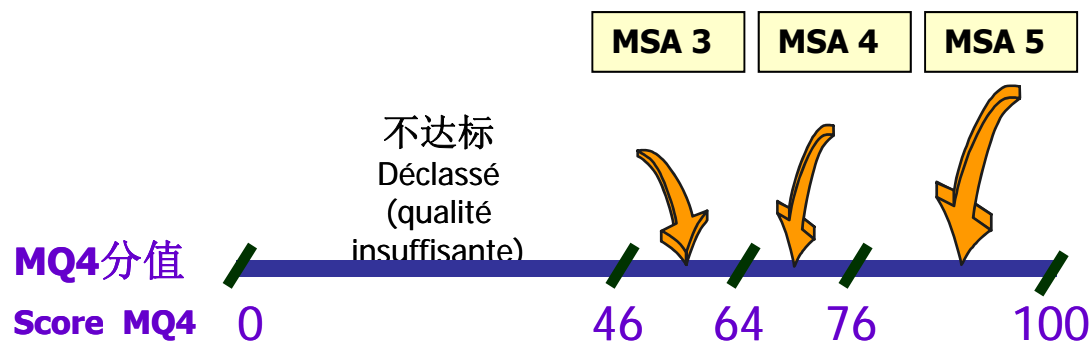 MSA 3 MSA 4 MSA 5
不达标
Déclassé
(qualité
insuffisante)
MQ4分值
Score MQ4 0 46 64 76 100